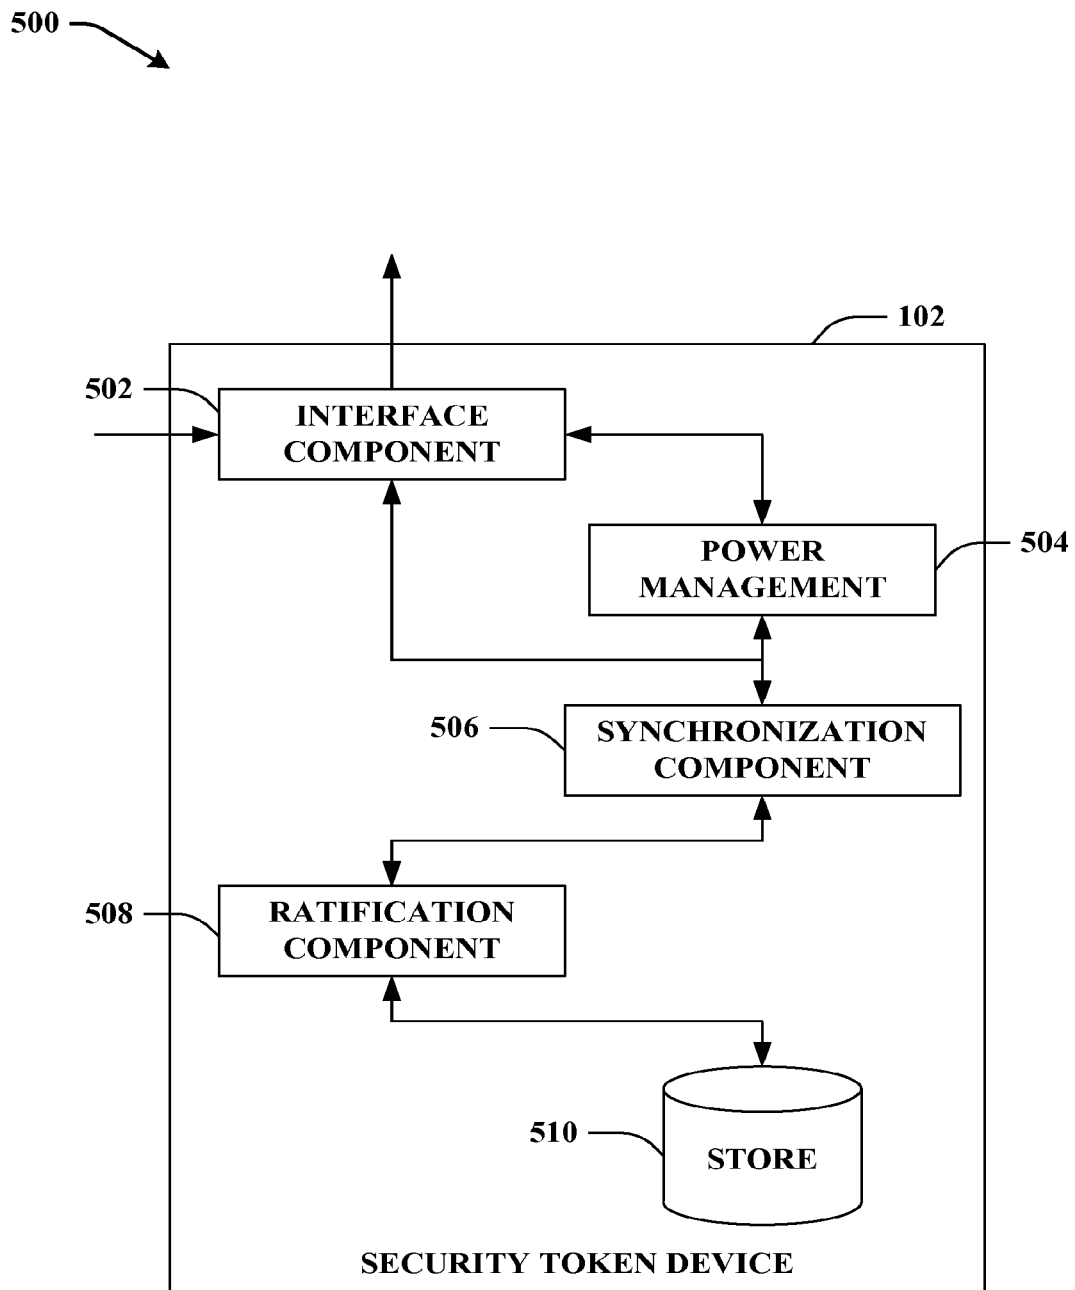 500
102
502
INTERFACE
COMPONENT
POWER
MANAGEMENT
504
506
SYNCHRONIZATION
COMPONENT
508
RATIFICATION
COMPONENT
510
STORE
SECURITY TOKEN DEVICE